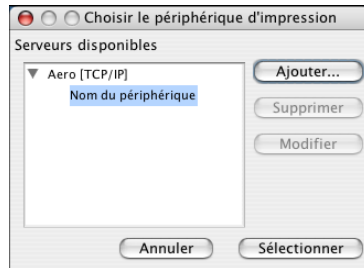 Choisir le périphérique d'impression
Serveurs disponibles
Aero [TCP/IP]
Nom du périphérique
Ajouter...
Supprimer
Modifier
Annuler
Sélectionner